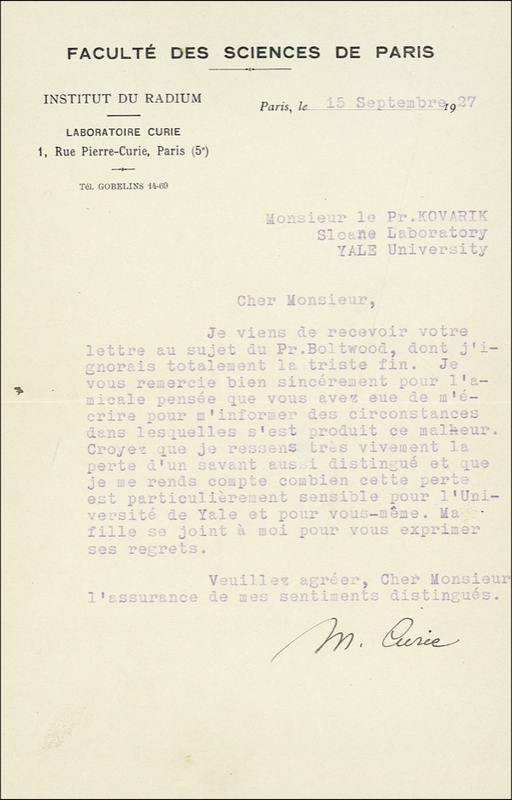 FACULTÉ DES SCIENCES DE PARIS
INSTITUT DU RADIUM
LABORATOIRE CURIE
1, Rue Pierre-Curie, Paris (5e)
Tél. GOBELINS 14-69
Paris, le 15 Septembre 1927
Monsieur le Pr.KOVARIK
Sloane Laboratory
YALE University
Cher Monsieur,
Je viens de recevoir votre
lettre au sujet du Pr.Boltwood, dont j'i-
gnorais totalement la triste fin. Je
vous remercie bien sincérement pour l'a-
micale pensée que vous avez eue de m'é-
crire pour m'informer des circonstances
dans lesquelles s'est produit ce malheur.
Croyez que je ressens très vivement la
perte d'un savant aussi distingué et que
je me rends compte combien cette perte
est particulièrement sensible pour l'Uni-
versité de Yale et pour vous-même. Ma
fille se joint à moi pour vous exprimer
ses regrets.
Veuillez agréer, Cher Monsieur
l'assurance de mes sentiments distingués.
M. Curie